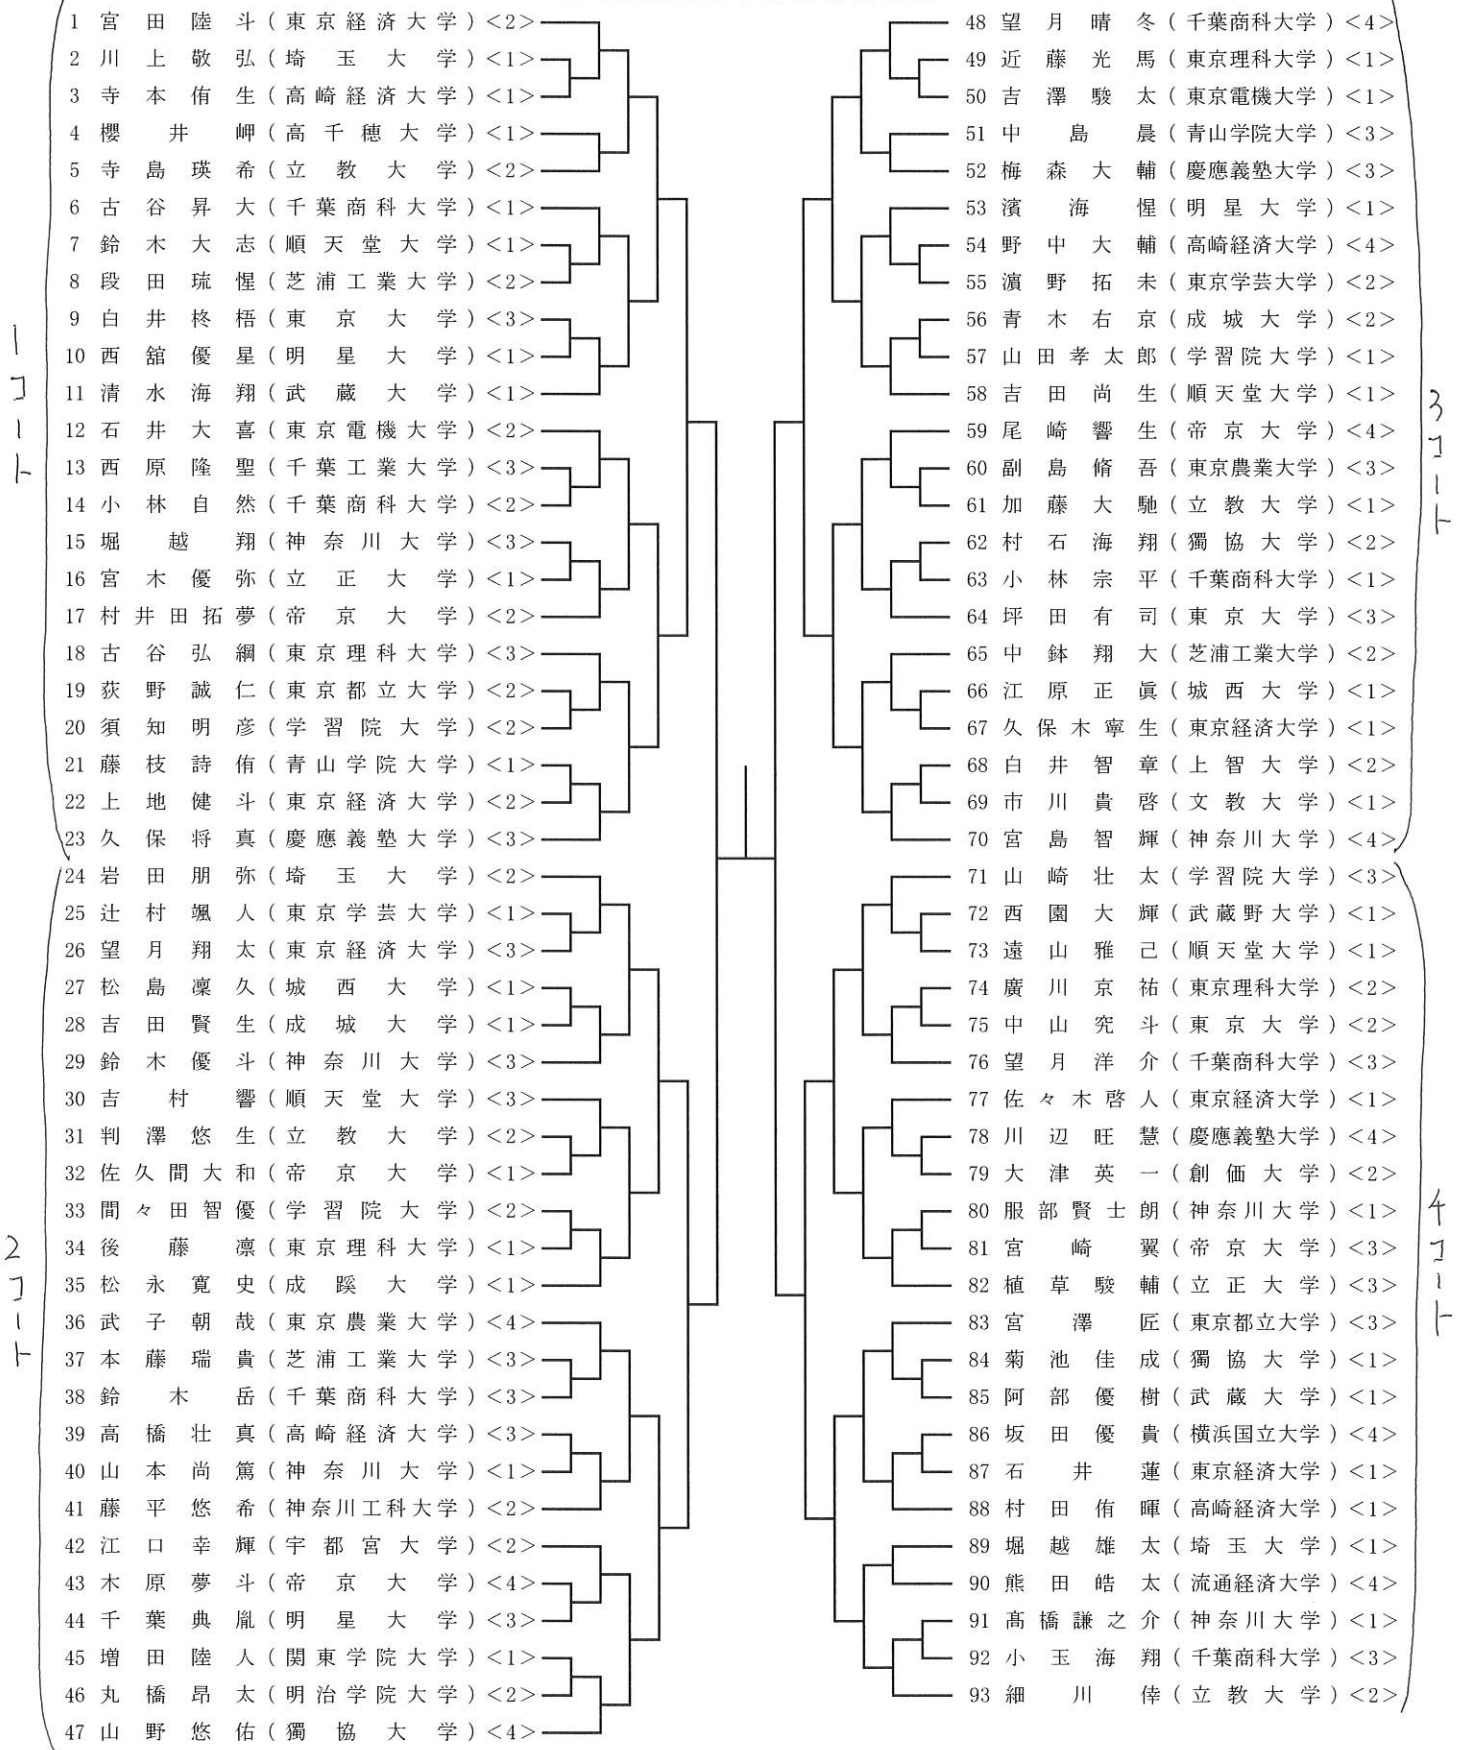 1 宮田陸斗（東京経済大学）<2>
2 川上敬弘（埼玉大学）<1>
3 寺本侑生（高崎経済大学）<1>
4 櫻井岬（高千穂大学）<1>
5 寺島瑛希（立教大学）<2>
6 古谷昇大（千葉商科大学）<1>
7 鈴木大志（順天堂大学）<1>
8 段田琉惺（芝浦工業大学）<2>
9 白井柊梧（東京大学）<3>
10 西舘優星（明星大学）<1>
11 清水海翔（武蔵大学）<1>
12 石井大喜（東京電機大学）<2>
13 西原隆聖（千葉工業大学）<3>
14 小林自然（千葉商科大学）<2>
15 堀越翔（神奈川大学）<3>
16 宮木優弥（立正大学）<1>
17 村井田拓夢（帝京大学）<2>
18 古谷弘綱（東京理科大学）<3>
19 荻野誠仁（東京都立大学）<2>
20 須知明彦（学習院大学）<2>
21 藤枝詩侑（青山学院大学）<1>
22 上地健斗（東京経済大学）<2>
23 久保将真（慶應義塾大学）<3>
1コート
24 岩田朋弥（埼玉大学）<2>
25 辻村颯人（東京学芸大学）<1>
26 望月翔太（東京経済大学）<3>
27 松島凜久（城西大学）<1>
28 吉田賢生（成城大学）<1>
29 鈴木優斗（神奈川大学）<3>
30 吉村響（順天堂大学）<3>
31 判澤悠生（立教大学）<2>
32 佐久間大和（帝京大学）<1>
33 間々田智優（学習院大学）<2>
34 後藤凛（東京理科大学）<1>
35 松永寛史（成蹊大学）<1>
36 武子朝哉（東京農業大学）<4>
37 本藤瑞貴（芝浦工業大学）<3>
38 鈴木岳（千葉商科大学）<3>
39 高橋壮真（高崎経済大学）<3>
40 山本尚篤（神奈川大学）<1>
41 藤平悠希（神奈川工科大学）<2>
42 江口幸輝（宇都宮大学）<2>
43 木原夢斗（帝京大学）<4>
44 千葉典胤（明星大学）<3>
45 増田陸人（関東学院大学）<1>
46 丸橋昂太（明治学院大学）<2>
47 山野悠佑（獨協大学）<4>
2コート
48 望月晴冬（千葉商科大学）<4>
49 近藤光馬（東京理科大学）<1>
50 吉澤駿太（東京電機大学）<1>
51 中島晨（青山学院大学）<3>
52 梅森大輔（慶應義塾大学）<3>
53 濱海惺（明星大学）<1>
54 野中大輔（高崎経済大学）<4>
55 濵野拓未（東京学芸大学）<2>
56 青木右京（成城大学）<2>
57 山田孝太郎（学習院大学）<1>
58 吉田尚生（順天堂大学）<1>
59 尾崎響生（帝京大学）<4>
60 副島脩吾（東京農業大学）<3>
61 加藤大馳（立教大学）<1>
62 村石海翔（獨協大学）<2>
63 小林宗平（千葉商科大学）<1>
64 坪田有司（東京大学）<3>
65 中鉢翔大（芝浦工業大学）<2>
66 江原正眞（城西大学）<1>
67 久保木寧生（東京経済大学）<1>
68 白井智章（上智大学）<2>
69 市川貴啓（文教大学）<1>
70 宮島智輝（神奈川大学）<4>
3コート
71 山崎壮太（学習院大学）<3>
72 西園大輝（武蔵野大学）<1>
73 遠山雅己（順天堂大学）<1>
74 廣川京祐（東京理科大学）<2>
75 中山究斗（東京大学）<2>
76 望月洋介（千葉商科大学）<3>
77 佐々木啓人（東京経済大学）<1>
78 川辺旺慧（慶應義塾大学）<4>
79 大津英一（創価大学）<2>
80 服部賢士朗（神奈川大学）<1>
81 宮崎翼（帝京大学）<3>
82 植草駿輔（立正大学）<3>
83 宮澤匠（東京都立大学）<3>
84 菊池佳成（獨協大学）<1>
85 阿部優樹（武蔵大学）<1>
86 坂田優貴（横浜国立大学）<4>
87 石井蓮（東京経済大学）<1>
88 村田侑暉（高崎経済大学）<1>
89 堀越雄太（埼玉大学）<1>
90 熊田皓太（流通経済大学）<4>
91 髙橋謙之介（神奈川大学）<1>
92 小玉海翔（千葉商科大学）<3>
93 細川倖（立教大学）<2>
4コート